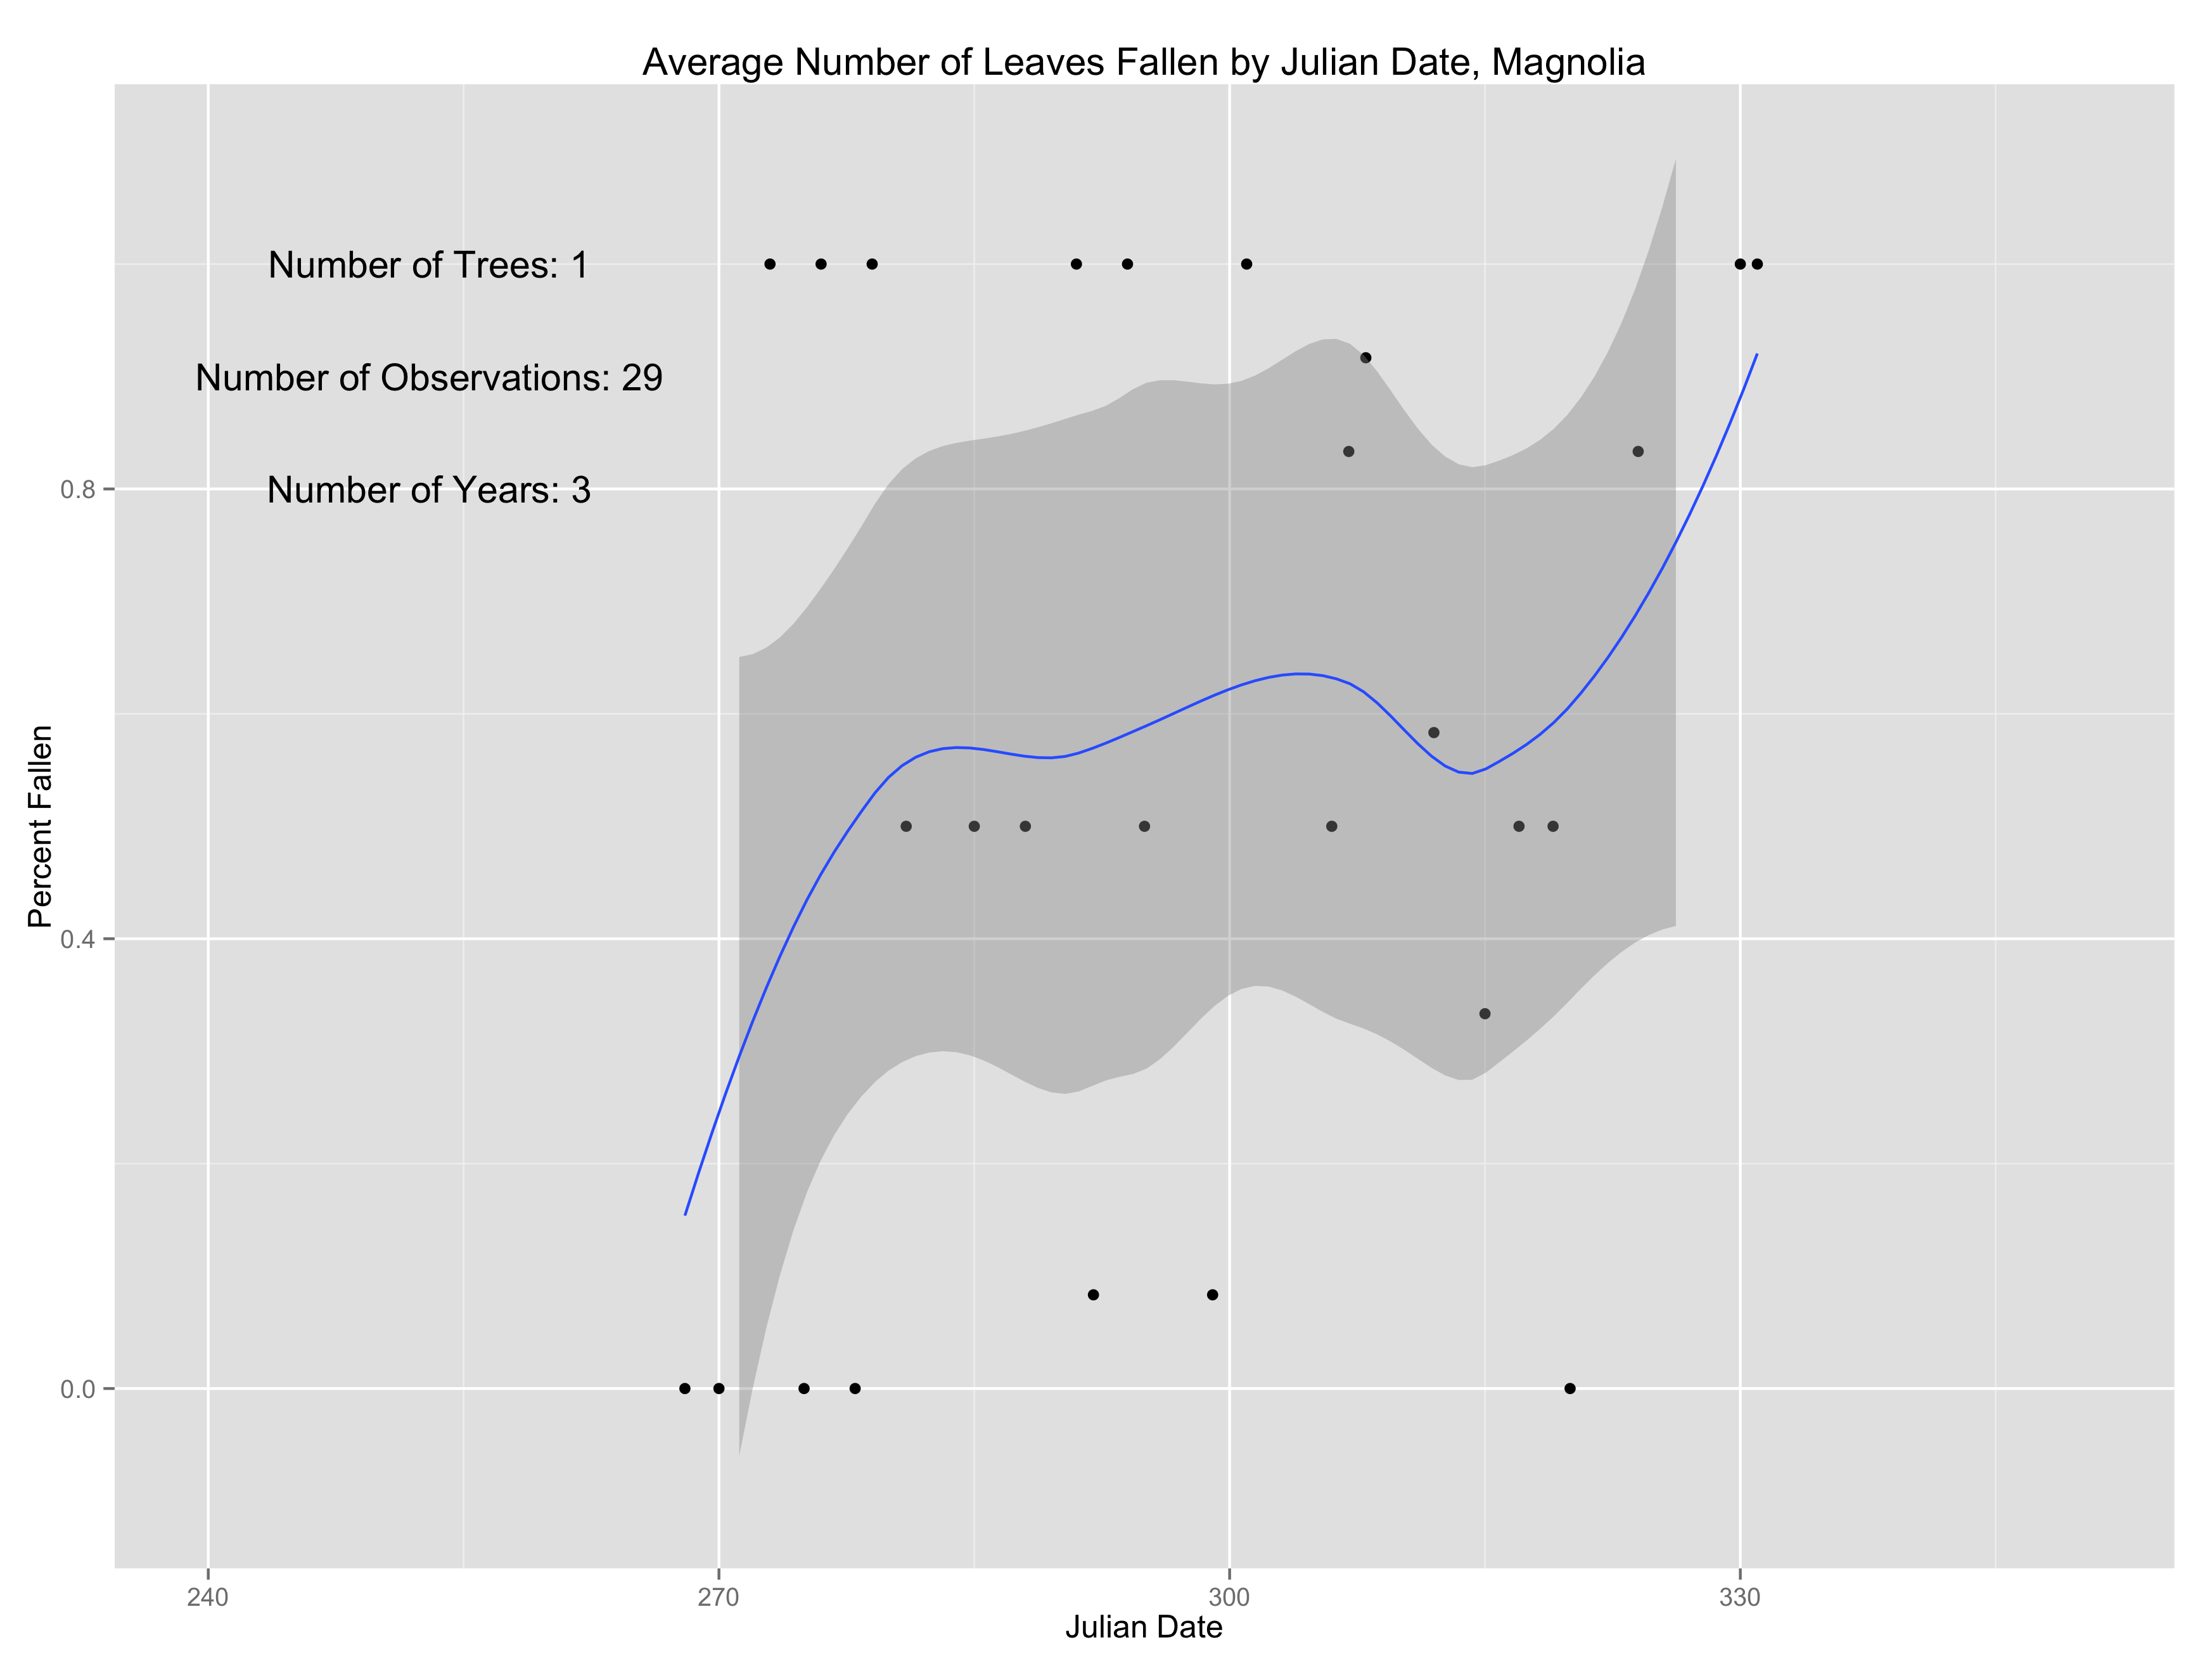 Average Number of Leaves Fallen by Julian Date, Magnolia
Number of Trees: 1
Number of Observations: 29
Number of Years: 3
Percent Fallen
0.8
0.4
0.0
240 270 300 330
Julian Date